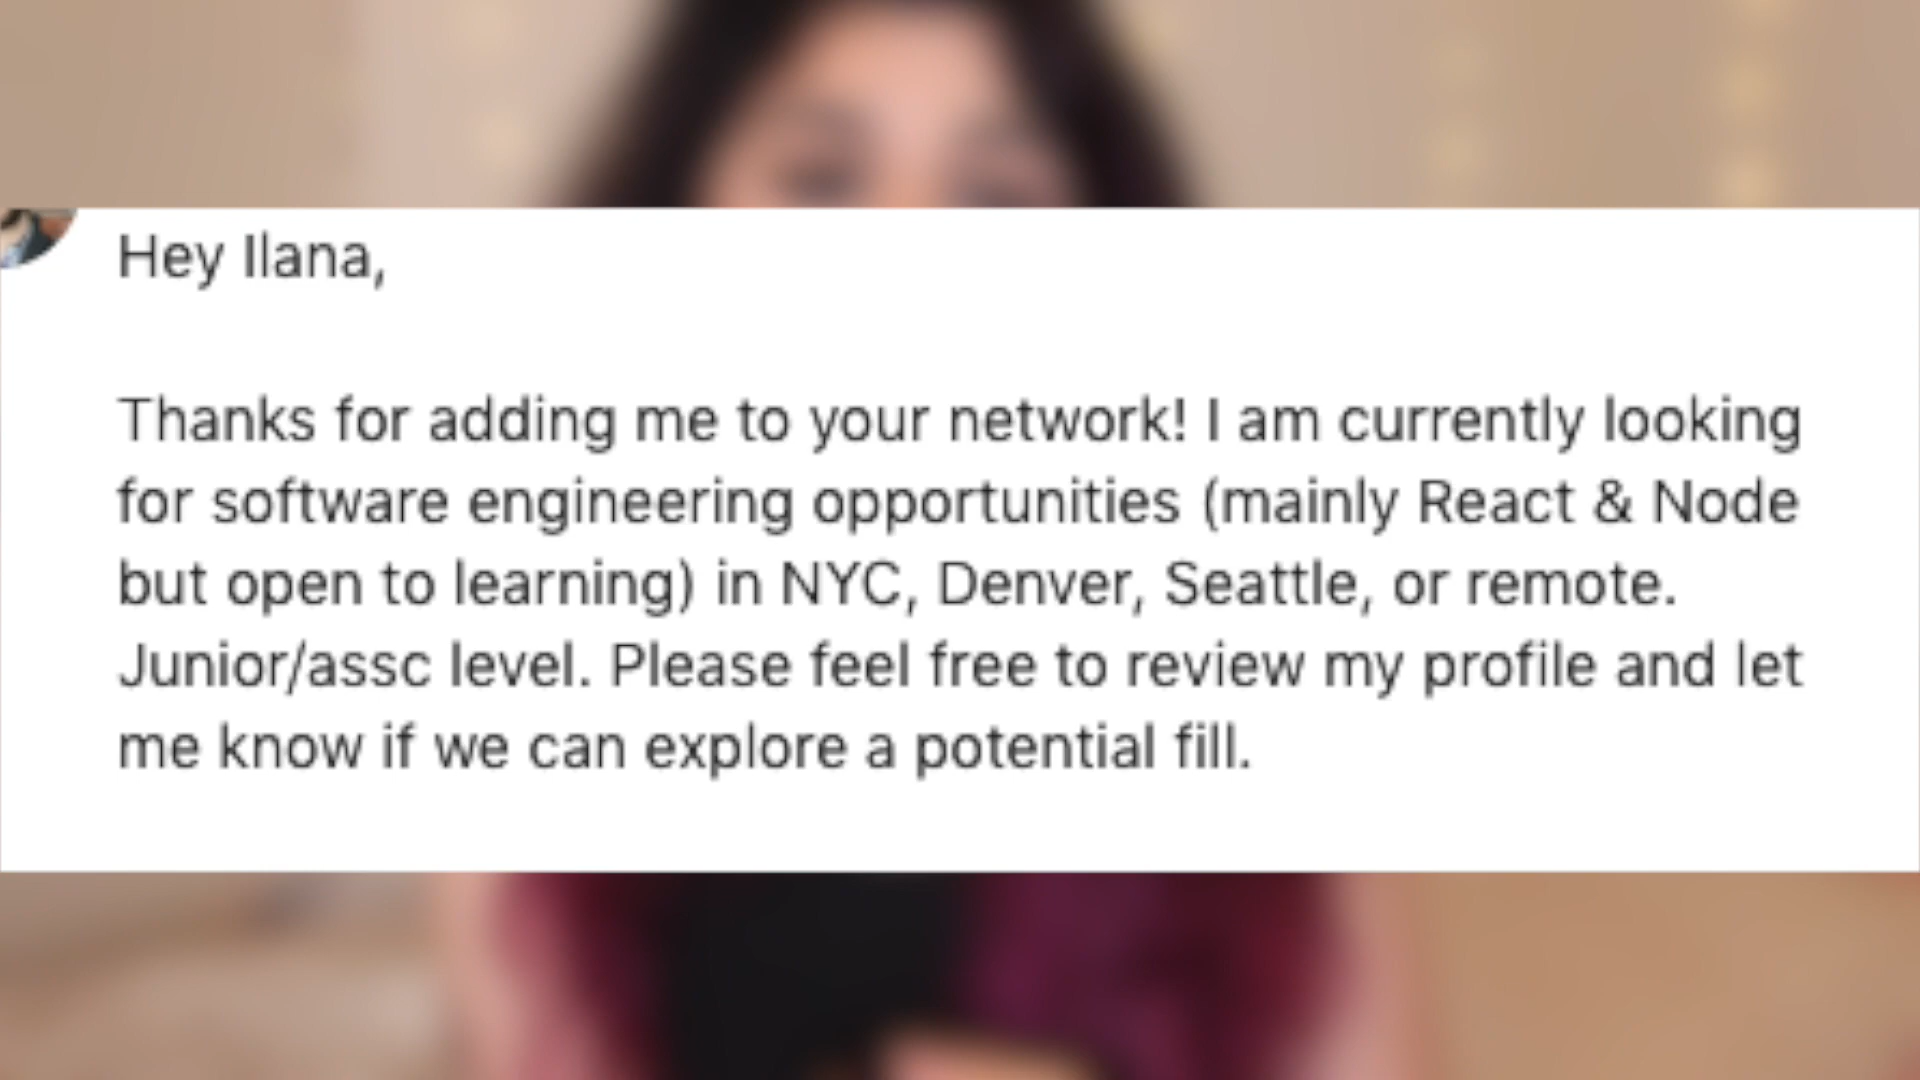 Hey Ilana,
Thanks for adding me to your network! I am currently looking
for software engineering opportunities (mainly React & Node
but open to learning) in NYC, Denver, Seattle, or remote.
Junior/assc level. Please feel free to review my profile and let
me know if we can explore a potential fill.